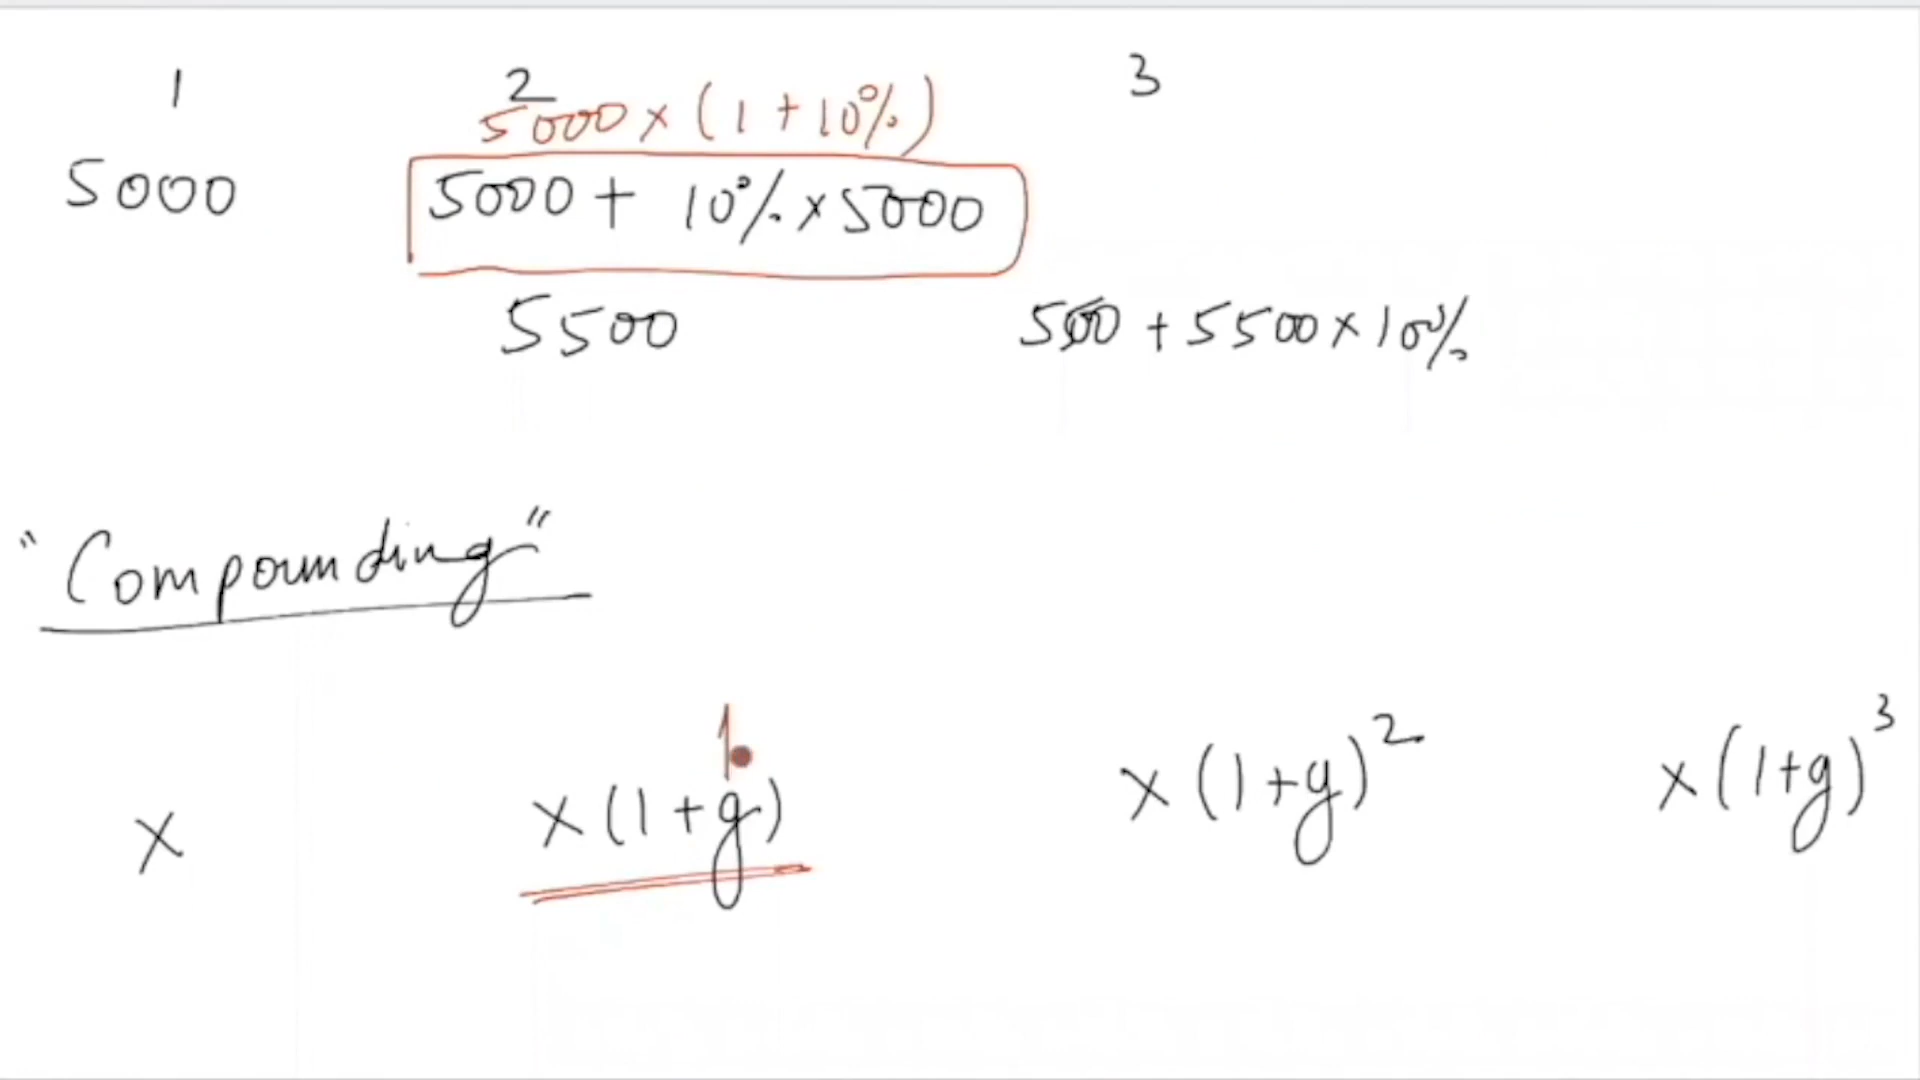 1 2 3
5000 × (1 + 10%)
5000 5000 + 10% × 5000
5500 5500 + 5500 × 10%
"Compounding"
x x(1+g) x(1+g)² x(1+g)³